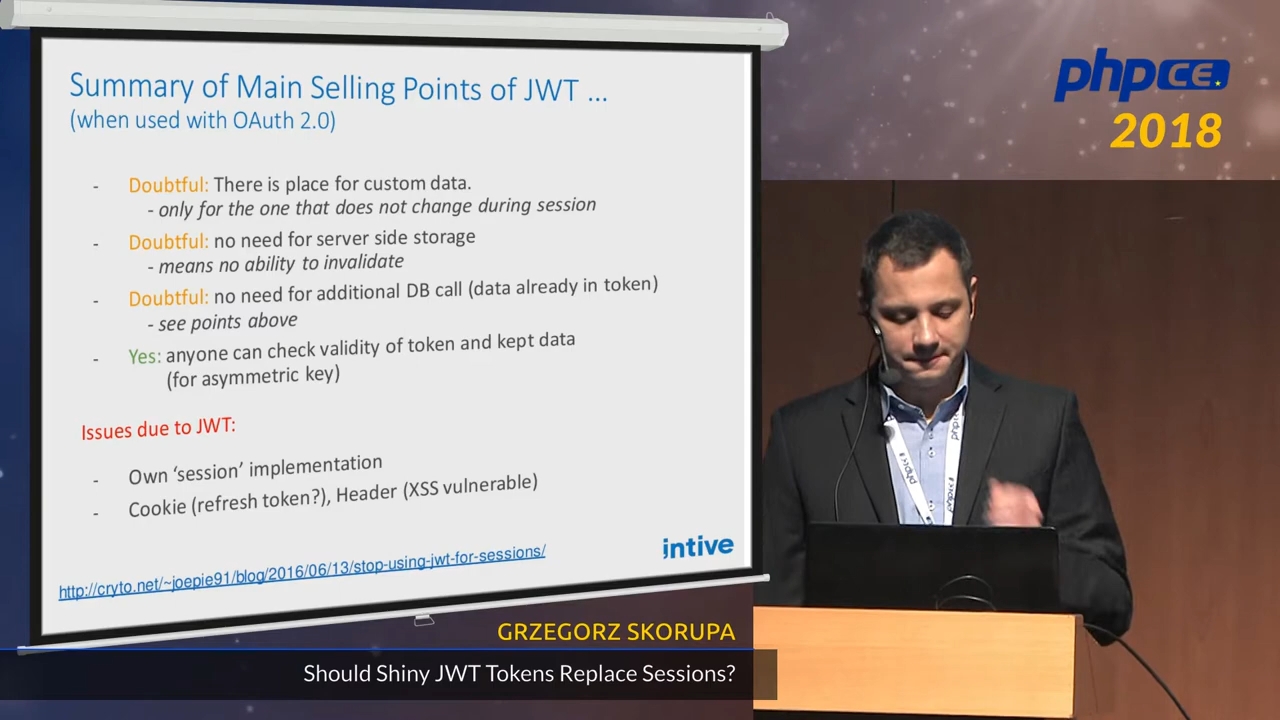 Summary of Main Selling Points of JWT ...
(when used with OAuth 2.0)
- Doubtful: There is place for custom data.
- only for the one that does not change during session
- Doubtful: no need for server side storage
- means no ability to invalidate
- Doubtful: no need for additional DB call (data already in token)
- see points above
- Yes: anyone can check validity of token and kept data
(for asymmetric key)
Issues due to JWT:
- Own ‘session’ implementation
- Cookie (refresh token?), Header (XSS vulnerable)
http://cryto.net/~joepie91/blog/2016/06/13/stop-using-jwt-for-sessions/
intive
phpce
2018
phpce
phpce
GRZEGORZ SKORUPA
Should Shiny JWT Tokens Replace Sessions?